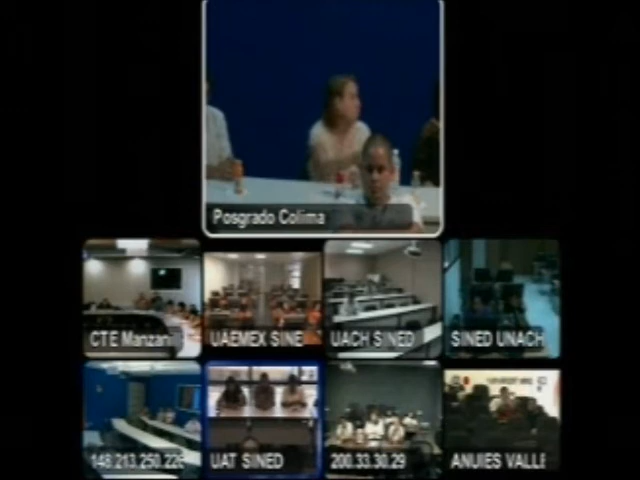 Posgrado Colima
CTE Manzani
UAEMEX SINE
UACH SINED
SINED UNACH
148.213.250.226
UAT SINED
200.33.30.29
ANUIES VALLE